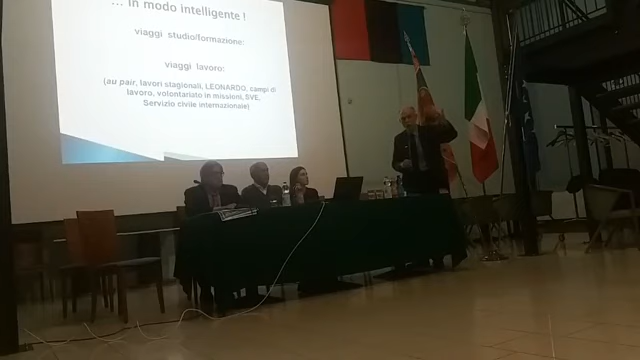 ... in modo intelligente !
viaggi studio/formazione:
viaggi lavoro:
(au pair, lavori stagionali, LEONARDO, campi di
lavoro, volontariato in missioni, SVE,
Servizio civile internazionale)